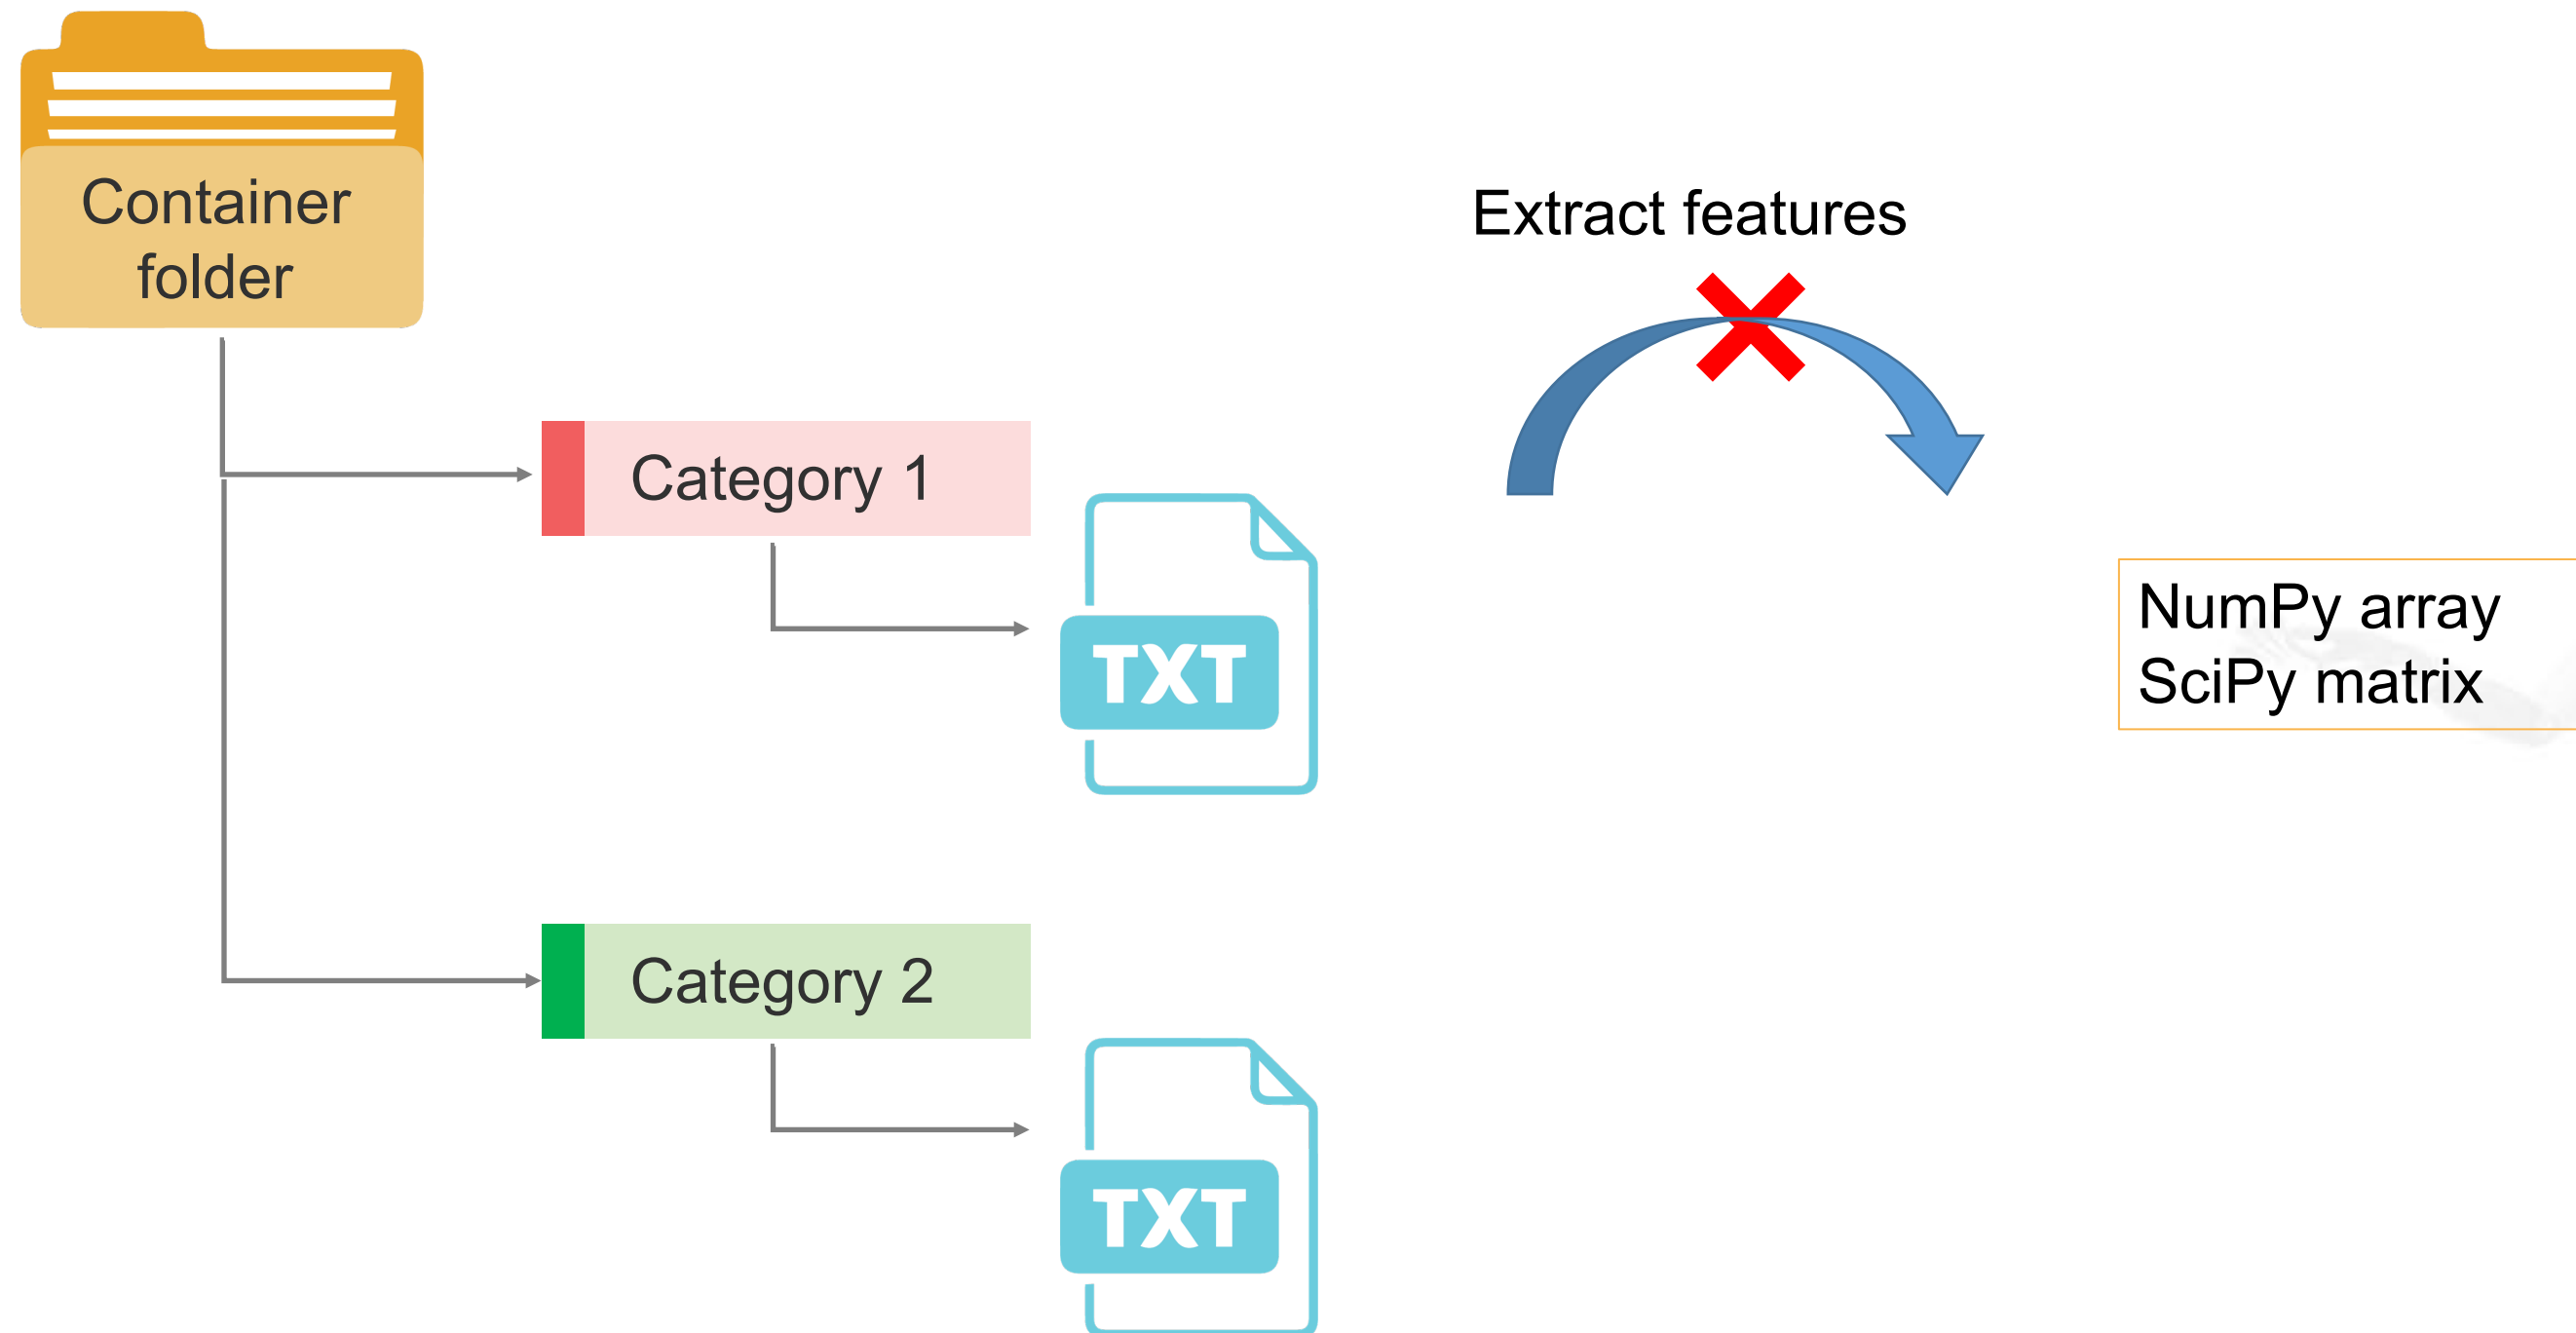 Container
folder
Extract features
Category 1
TXT
NumPy array
SciPy matrix
Category 2
TXT